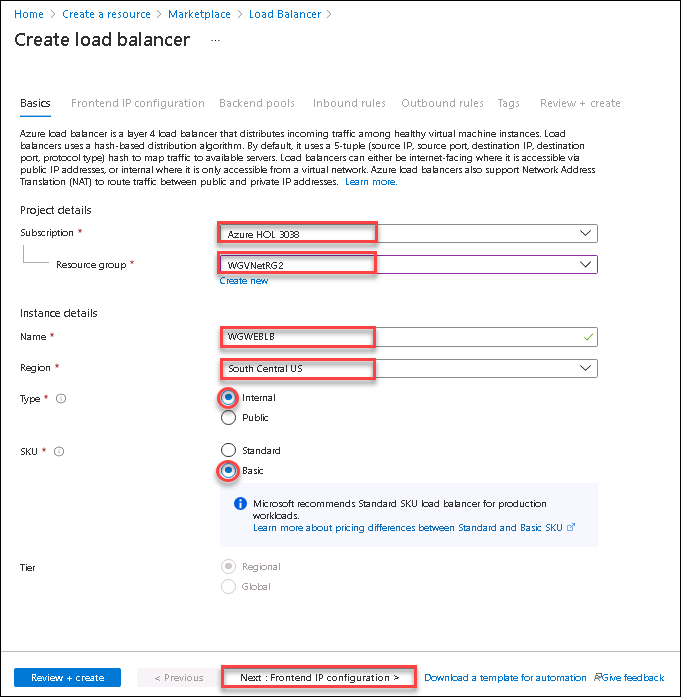 Home > Create a resource > Marketplace > Load Balancer >
Create load balancer ...
Basics Frontend IP configuration Backend pools Inbound rules Outbound rules Tags Review + create
Azure load balancer is a layer 4 load balancer that distributes incoming traffic among healthy virtual machine instances. Load
balancers uses a hash-based distribution algorithm. By default, it uses a 5-tuple (source IP, source port, destination IP, destination
port, protocol type) hash to map traffic to available servers. Load balancers can either be internet-facing where it is accessible via
public IP addresses, or internal where it is only accessible from a virtual network. Azure load balancers also support Network Address
Translation (NAT) to route traffic between public and private IP addresses. Learn more.
Project details
Subscription * Azure HOL 3038
Resource group * WGVNetRG2
Create new
Instance details
Name * WGWEBLB
Region * South Central US
Type * Internal
Public
SKU * Standard
Basic
Microsoft recommends Standard SKU load balancer for production
workloads.
Learn more about pricing differences between Standard and Basic SKU
Tier Regional
Global
Review + create < Previous Next : Frontend IP configuration > Download a template for automation Give feedback